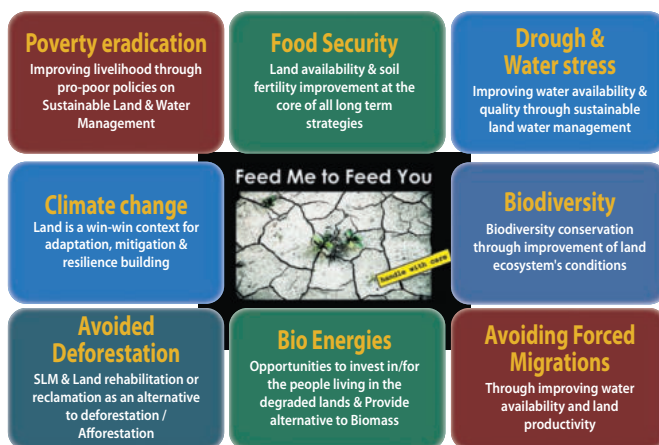 Poverty eradication
Improving livelihood through
pro-poor policies on
Sustainable Land & Water
Management
Food Security
Land availability & soil
fertility improvement at the
core of all long term
strategies
Drough &
Water stress
Improving water availability &
quality through sustainable
land water management
Climate change
Land is a win-win context for
adaptation, mitigation &
resilience building
Feed Me to Feed You
handle with care
Biodiversity
Biodiversity conservation
through improvement of land
ecosystem's conditions
Avoided
Deforestation
SLM & Land rehabilitation or
reclamation as an alternative
to deforestation /
Afforestation
Bio Energies
Opportunities to invest in/for
the people living in the
degraded lands & Provide
alternative to Biomass
Avoiding Forced
Migrations
Through improving water
availability and land
productivity